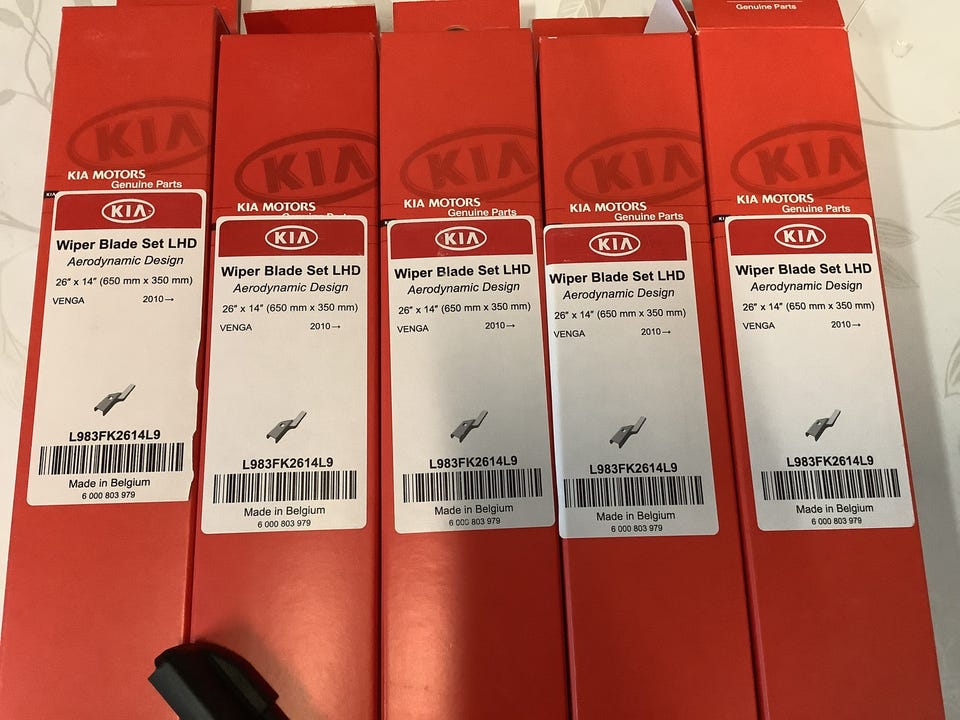 Genuine Parts
KIA
KIA MOTORS
Genuine Parts
KIA
KIA
Wiper Blade Set LHD
Aerodynamic Design
26" x 14" (650 mm x 350 mm)
VENGA 2010→
L983FK2614L9
Made in Belgium
6 000 803 979
KIA
KIA MOTORS
Genuine Parts
KIA
Wiper Blade Set LHD
Aerodynamic Design
26" x 14" (650 mm x 350 mm)
VENGA 2010→
L983FK2614L9
Made in Belgium
6 000 803 979
KIA
KIA MOTORS
Genuine Parts
KIA
Wiper Blade Set LHD
Aerodynamic Design
26" x 14" (650 mm x 350 mm)
VENGA 2010→
L983FK2614L9
Made in Belgium
6 000 803 979
KIA
KIA MOTORS
Genuine Parts
KIA
Wiper Blade Set LHD
Aerodynamic Design
26" x 14" (650 mm x 350 mm)
VENGA 2010→
L983FK2614L9
Made in Belgium
6 000 803 979
KIA
KIA MOTORS
Genuine Parts
KIA
Wiper Blade Set LHD
Aerodynamic Design
26" x 14" (650 mm x 350 mm)
VENGA 2010→
L983FK2614L9
Made in Belgium
6 000 803 979